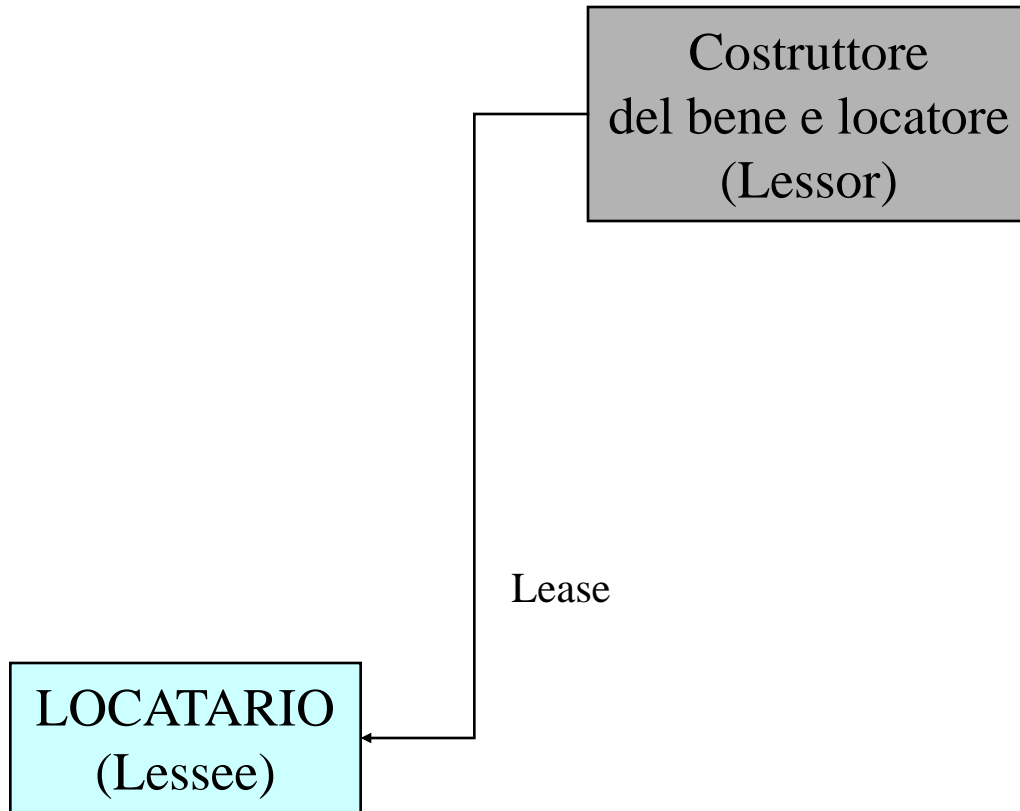 Costruttore
del bene e locatore
(Lessor)
Lease
LOCATARIO
(Lessee)